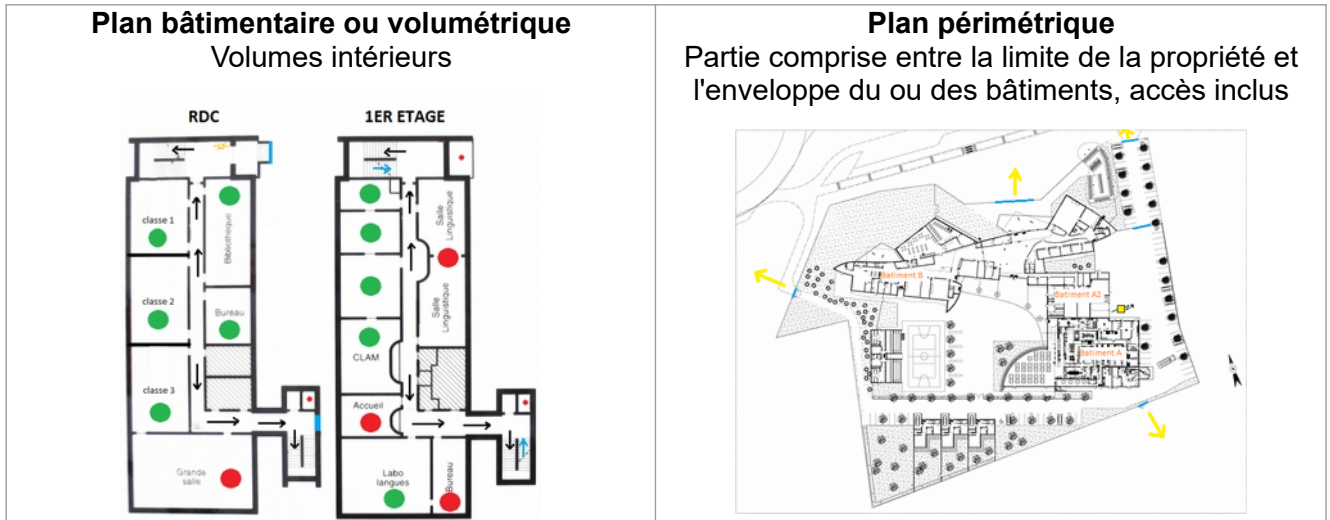 Plan bâtimentaire ou volumétrique
Volumes intérieurs
RDC
1ER ETAGE
classe 1
Bibliothèque
classe 2
Bureau
classe 3
Grande
salle
Salle
Linguistique
Salle
Linguistique
CLAM
Accueil
Labo
langues
Bureau
Plan périmétrique
Partie comprise entre la limite de la propriété et
l'enveloppe du ou des bâtiments, accès inclus
Batiment B
Batiment A2
Batiment A